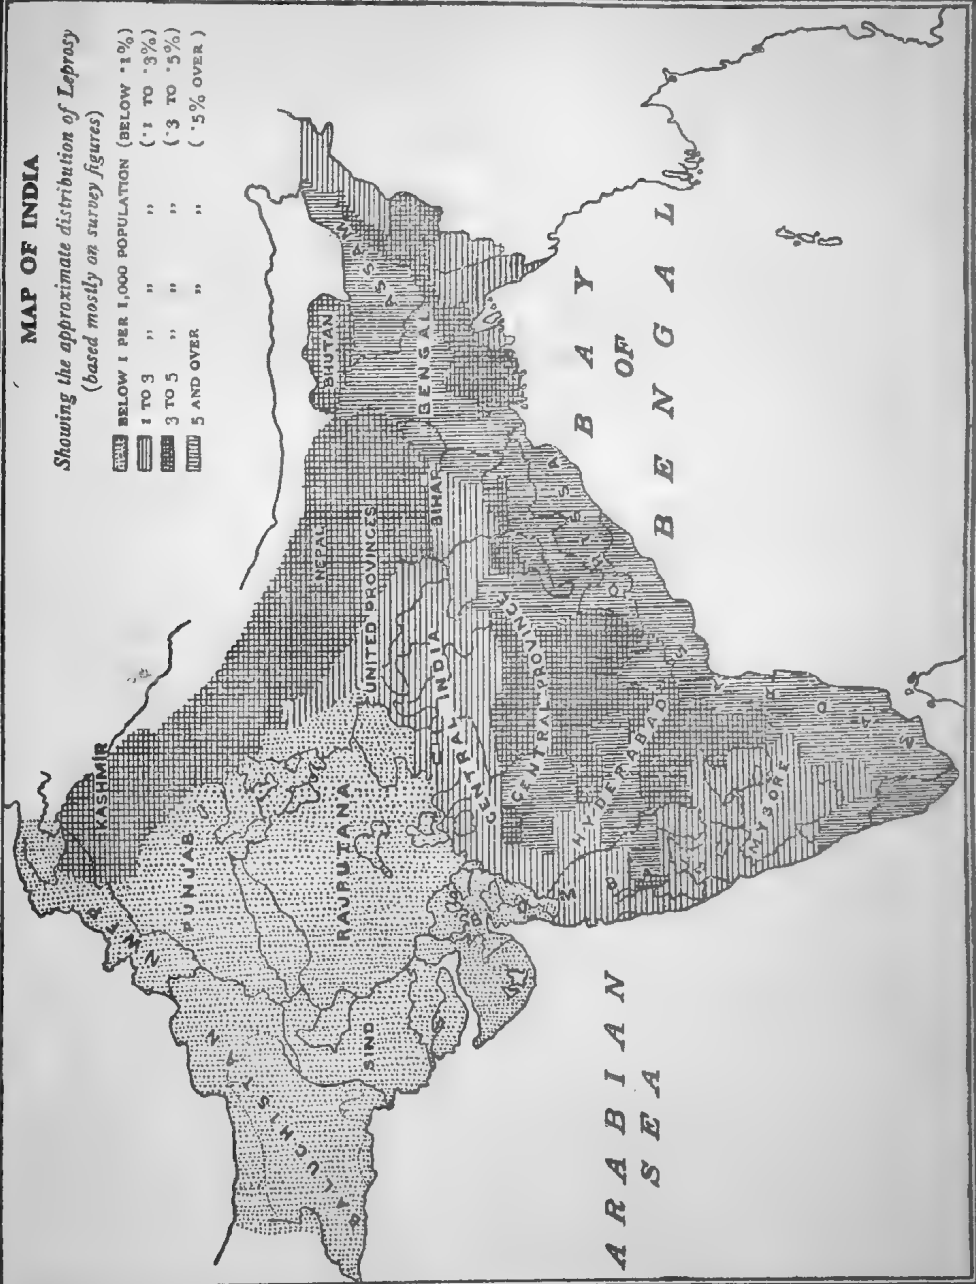 MAP OF INDIA
Showing the approximate distribution of Leprosy
(based mostly on survey figures)
BELOW 1 PER 1,000 POPULATION (BELOW ·1%)
1 TO 3 " " " (·1 TO ·3%)
3 TO 5 " " " (·3 TO ·5%)
5 AND OVER " " (·5% OVER )
KASHMIR
N.W.F.P.
PUNJAB
BALUCHISTAN
NEPAL
BHUTAN
ASSAM
RAJPUTANA
UNITED PROVINCES
SIND
BENGAL
BIHAR
CENTRAL INDIA
CENTRAL PROVINCE
ORISSA
HYDERABAD
MYSORE
ARABIAN
SEA
BAY
OF
BENGAL